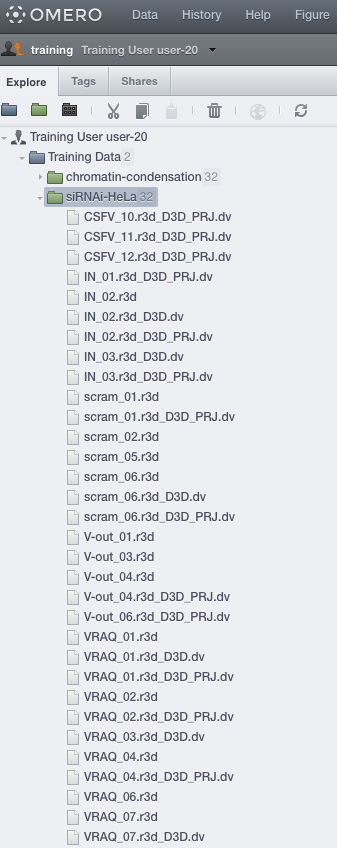 OMERO Data History Help Figure
training Training User user-20
Explore Tags Shares
Training User user-20
Training Data 2
chromatin-condensation 32
siRNAi-HeLa 32
CSFV_10.r3d_D3D_PRJ.dv
CSFV_11.r3d_D3D_PRJ.dv
CSFV_12.r3d_D3D_PRJ.dv
IN_01.r3d_D3D_PRJ.dv
IN_02.r3d
IN_02.r3d_D3D.dv
IN_02.r3d_D3D_PRJ.dv
IN_03.r3d_D3D.dv
IN_03.r3d_D3D_PRJ.dv
scram_01.r3d
scram_01.r3d_D3D_PRJ.dv
scram_02.r3d
scram_05.r3d
scram_06.r3d
scram_06.r3d_D3D.dv
scram_06.r3d_D3D_PRJ.dv
V-out_01.r3d
V-out_03.r3d
V-out_04.r3d
V-out_04.r3d_D3D_PRJ.dv
V-out_06.r3d_D3D_PRJ.dv
VRAQ_01.r3d
VRAQ_01.r3d_D3D.dv
VRAQ_01.r3d_D3D_PRJ.dv
VRAQ_02.r3d
VRAQ_02.r3d_D3D_PRJ.dv
VRAQ_03.r3d_D3D.dv
VRAQ_04.r3d
VRAQ_04.r3d_D3D_PRJ.dv
VRAQ_06.r3d
VRAQ_07.r3d
VRAQ_07.r3d_D3D.dv